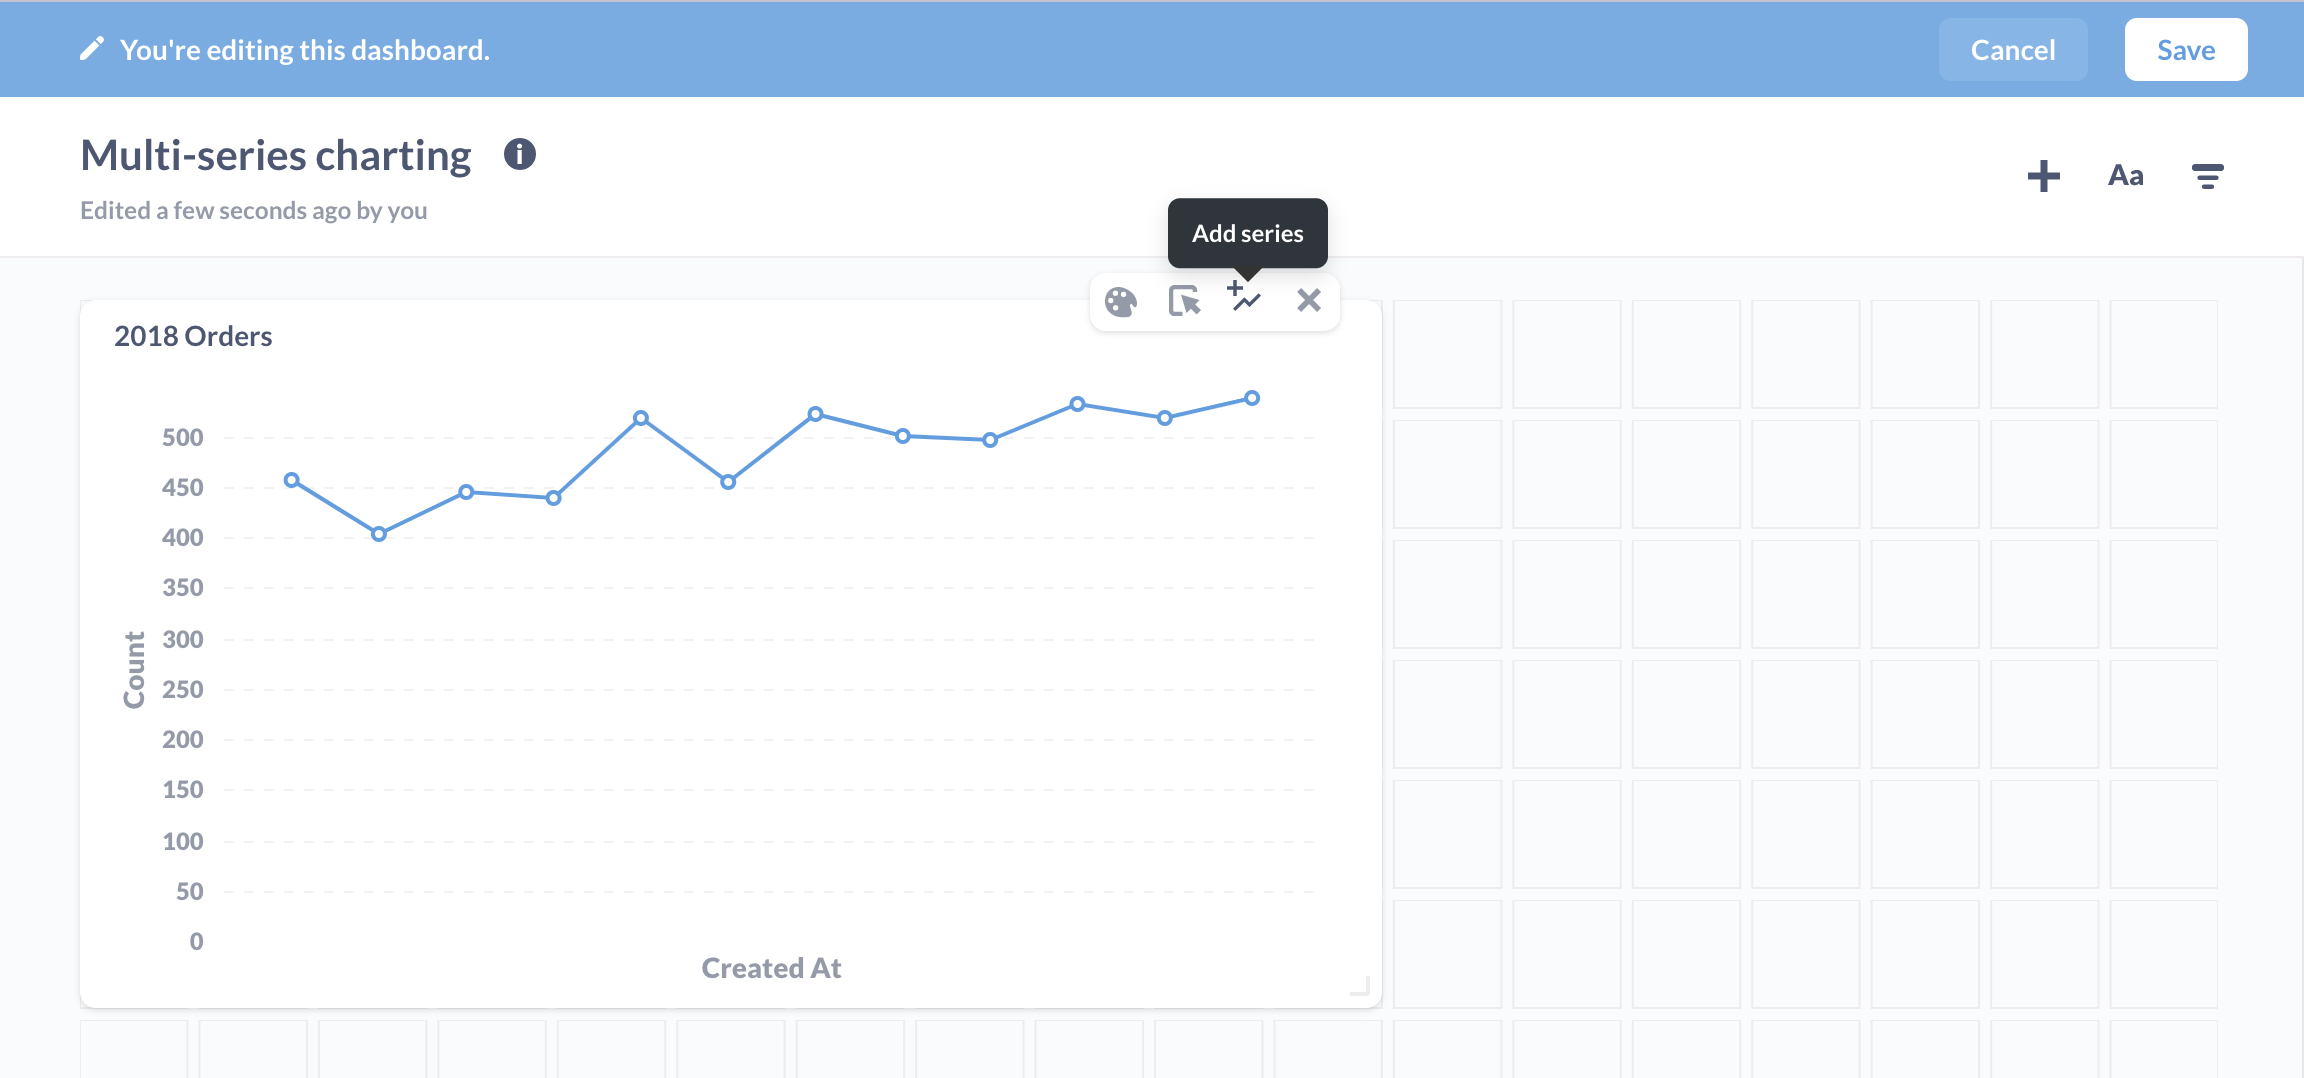 You're editing this dashboard.
Cancel
Save
Multi-series charting
Edited a few seconds ago by you
Aa
Add series
2018 Orders
500
450
400
350
300
250
200
150
100
50
0
Count
Created At